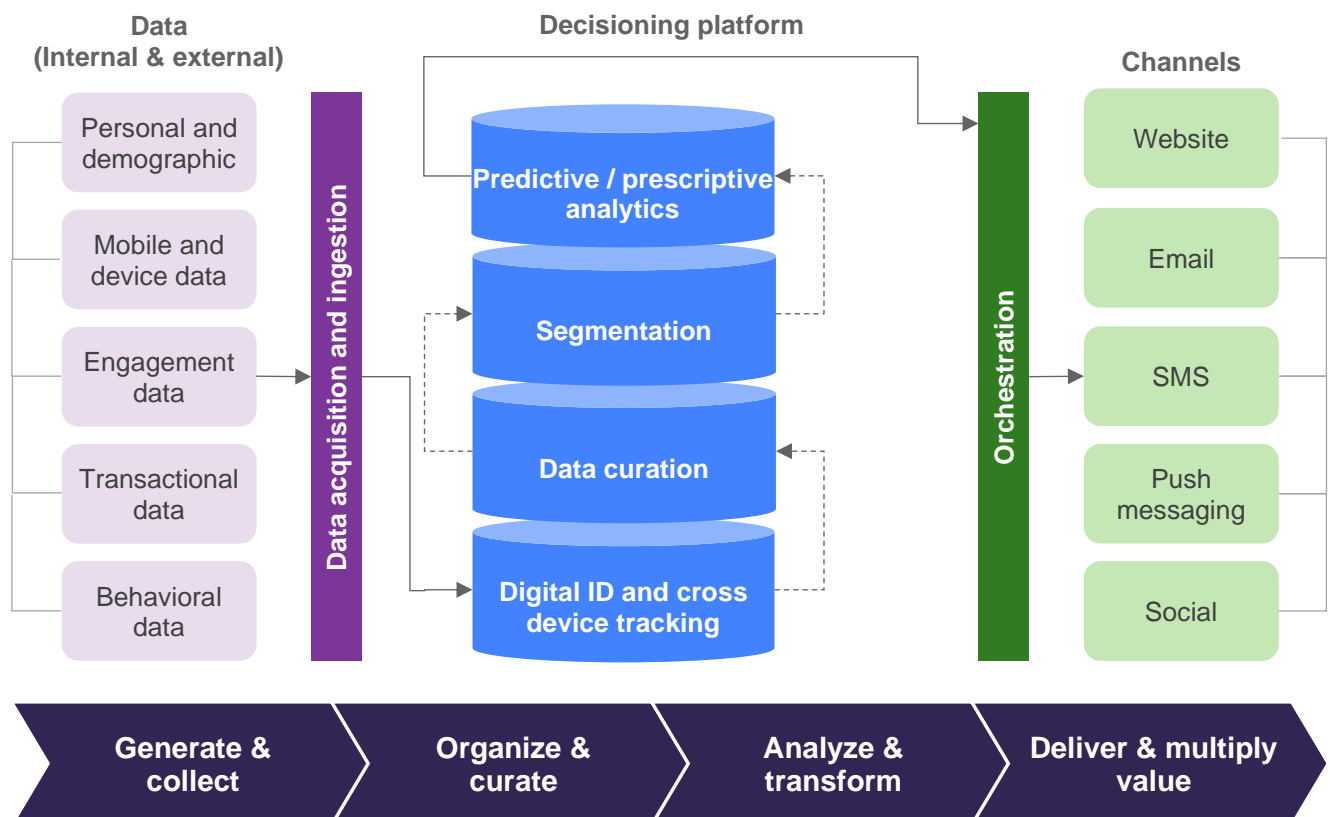 Data
(Internal & external)
Decisioning platform
Channels
Personal and
demographic
Mobile and
device data
Engagement
data
Transactional
data
Behavioral
data
Data acquisition and ingestion
Predictive / prescriptive
analytics
Segmentation
Data curation
Digital ID and cross
device tracking
Orchestration
Website
Email
SMS
Push
messaging
Social
Generate &
collect
Organize &
curate
Analyze &
transform
Deliver & multiply
value